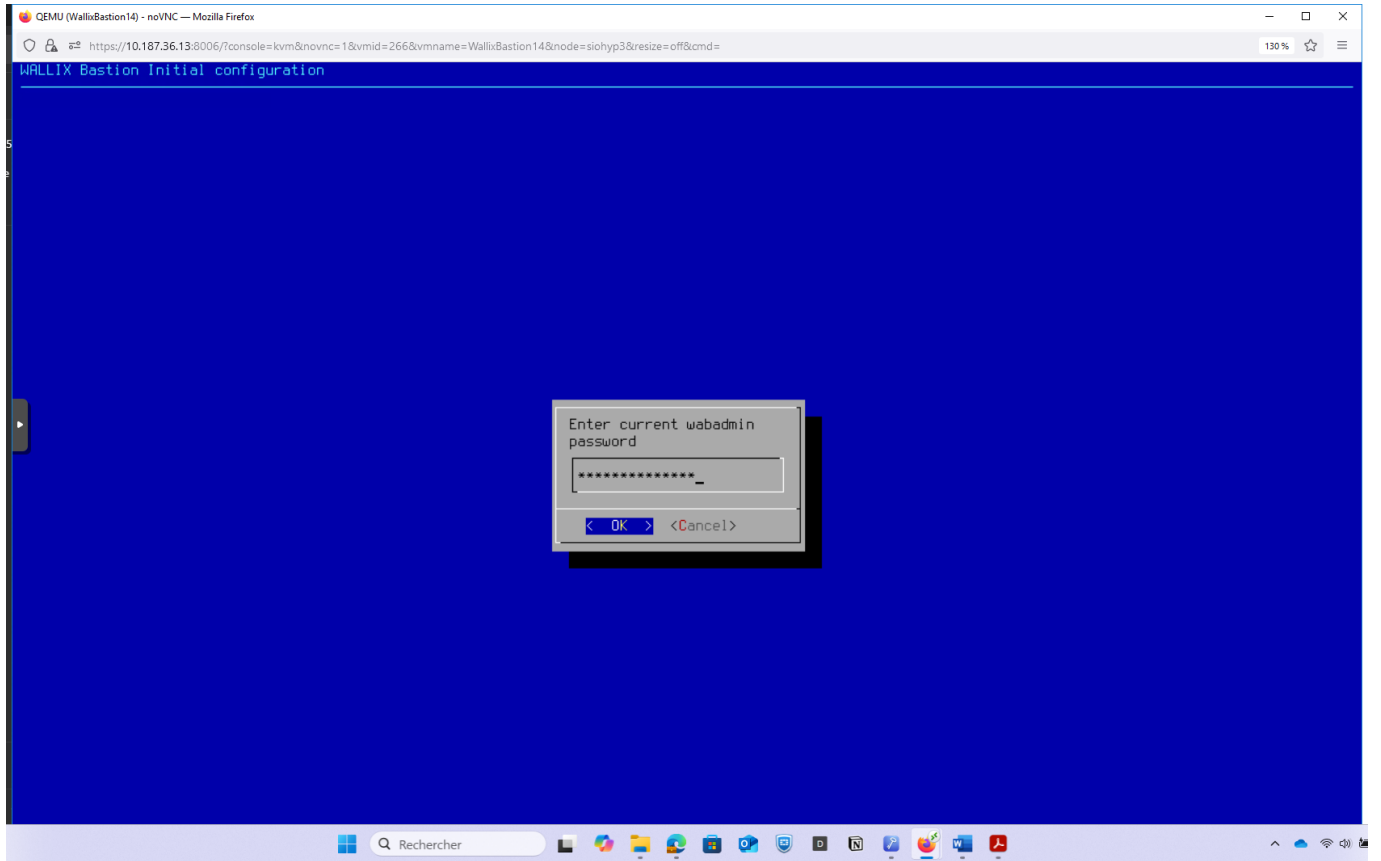 QEMU (WallixBastion14) - noVNC — Mozilla Firefox
https://10.187.36.13:8006/?console=kvm&novnc=1&vmid=266&vmname=WallixBastion14&node=siohyp3&resize=off&cmd=
130 %
WALLIX Bastion Initial configuration
5
e
Enter current wabadmin
password
**************_
< OK > <Cancel>
Rechercher